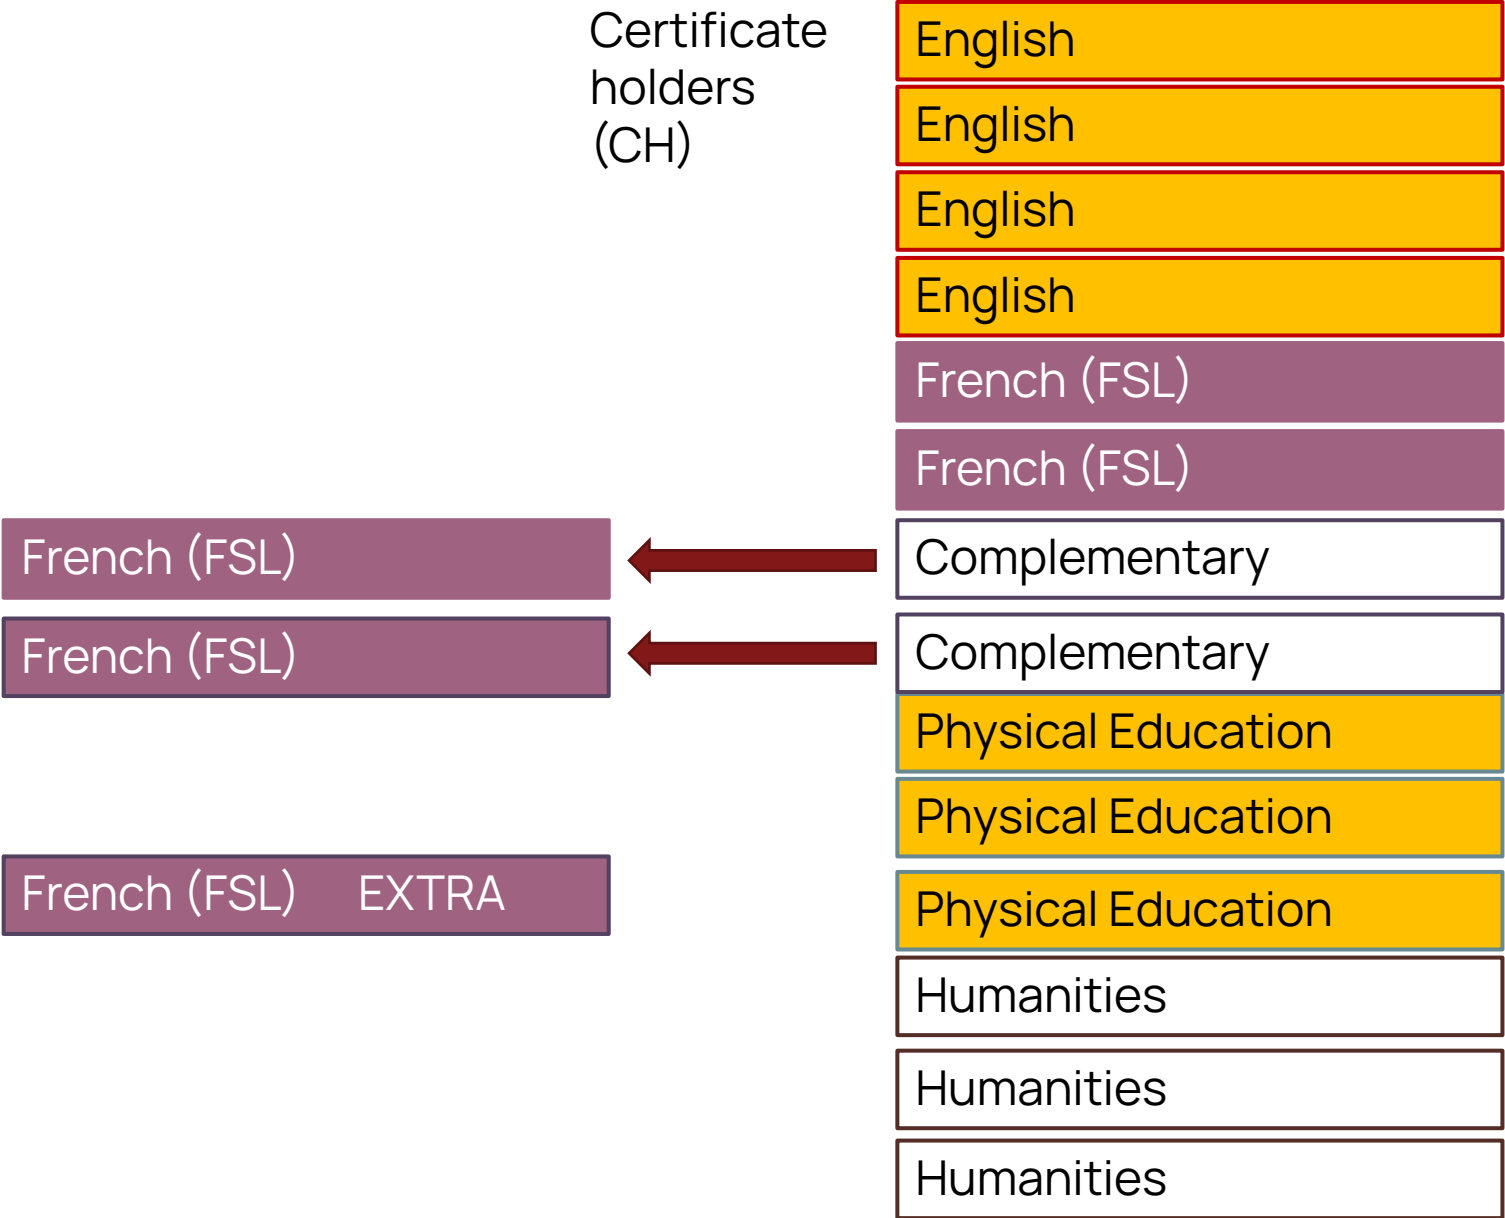 Certificate
holders
(CH)
English
English
English
English
French (FSL)
French (FSL)
French (FSL)
Complementary
French (FSL)
Complementary
Physical Education
Physical Education
French (FSL) EXTRA
Physical Education
Humanities
Humanities
Humanities